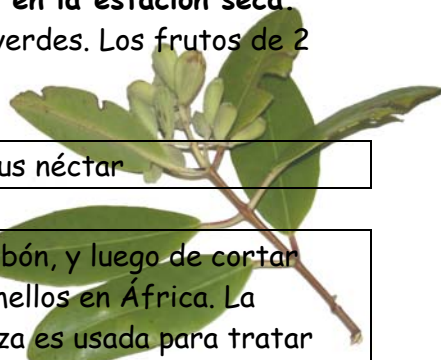 en la estación seca.
verdes. Los frutos de 2
us néctar
bón, y luego de cortar
nellos en África. La
za es usada para tratar